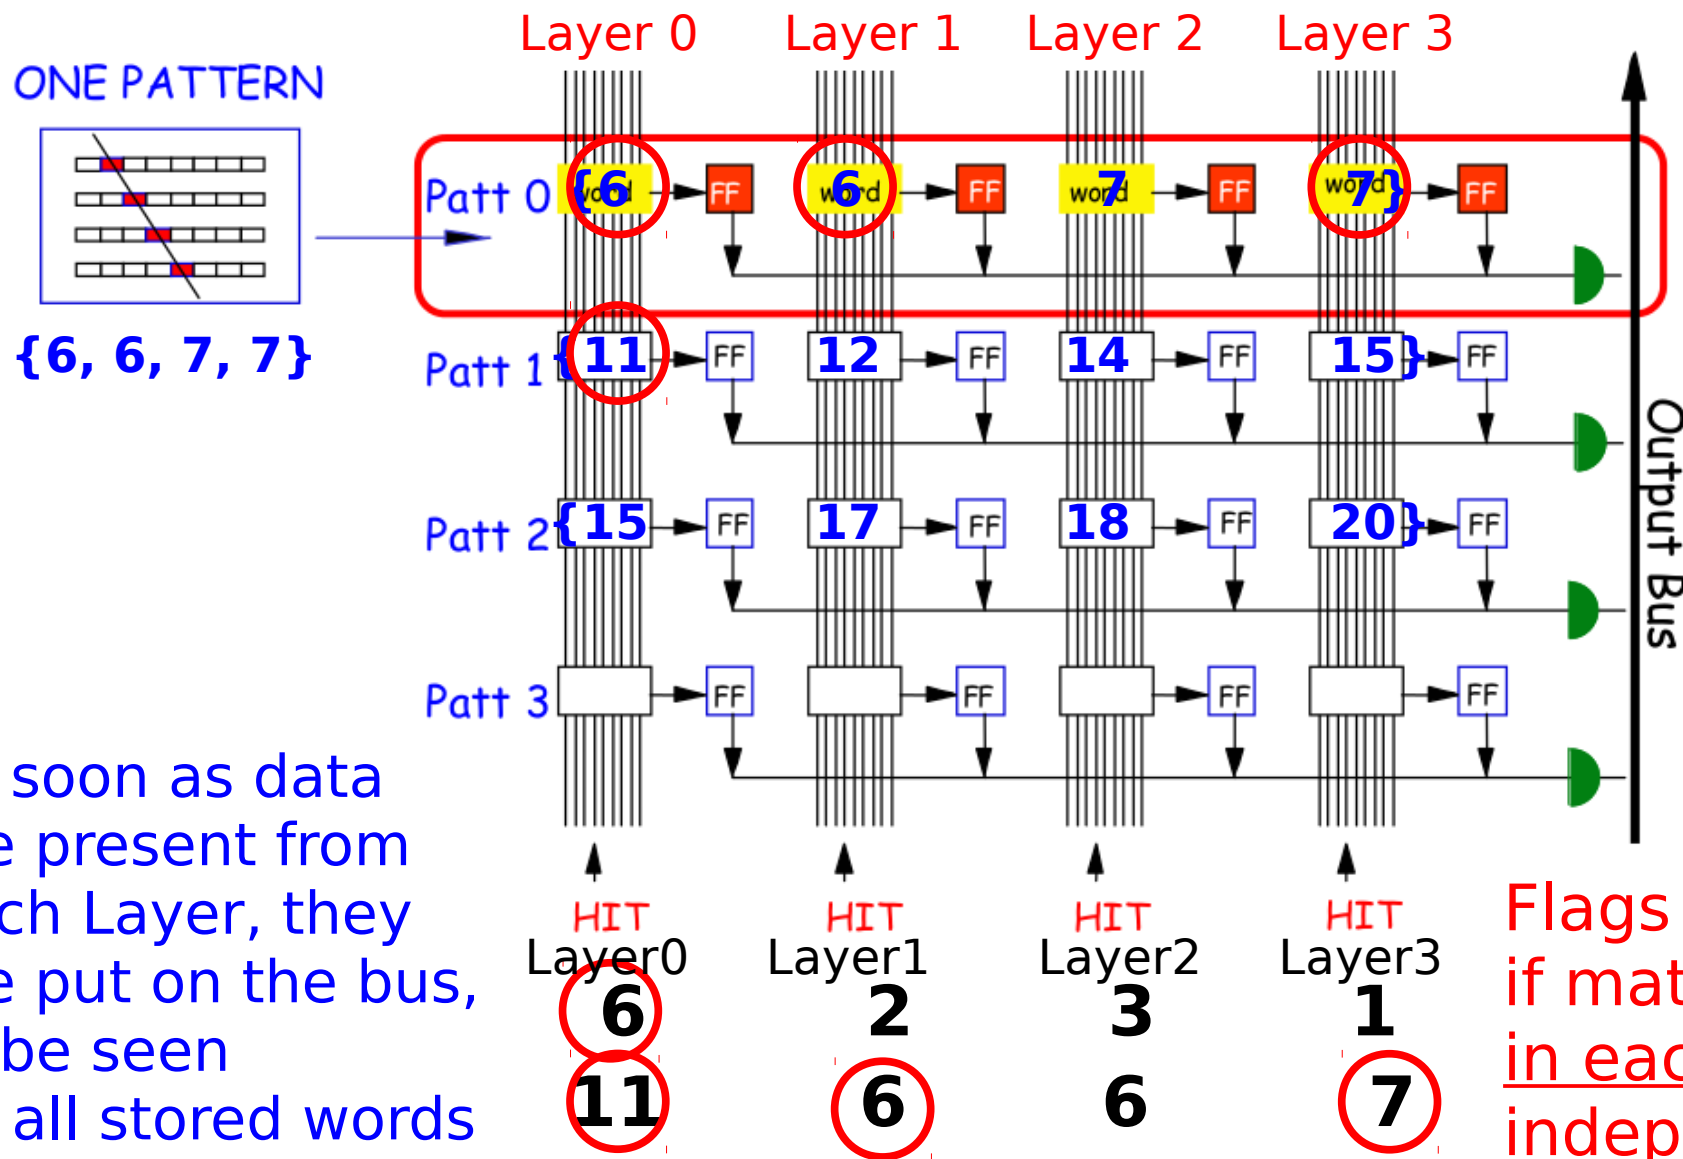 Layer 0 Layer 1 Layer 2 Layer 3
ONE PATTERN
Patt 0 {6 word FF 6 word FF 7 word FF 7} word FF
{6, 6, 7, 7}
Patt 1 {11 FF 12 FF 14 FF 15} FF
Patt 2 {15 FF 17 FF 18 FF 20} FF
Patt 3 FF FF FF FF
Output Bus
soon as data
e present from
ch Layer, they
e put on the bus,
be seen
all stored words
HIT HIT HIT HIT
Layer0 Layer1 Layer2 Layer3
6 2 3 1
11 6 6 7
Flags
if mat
in eac
indep